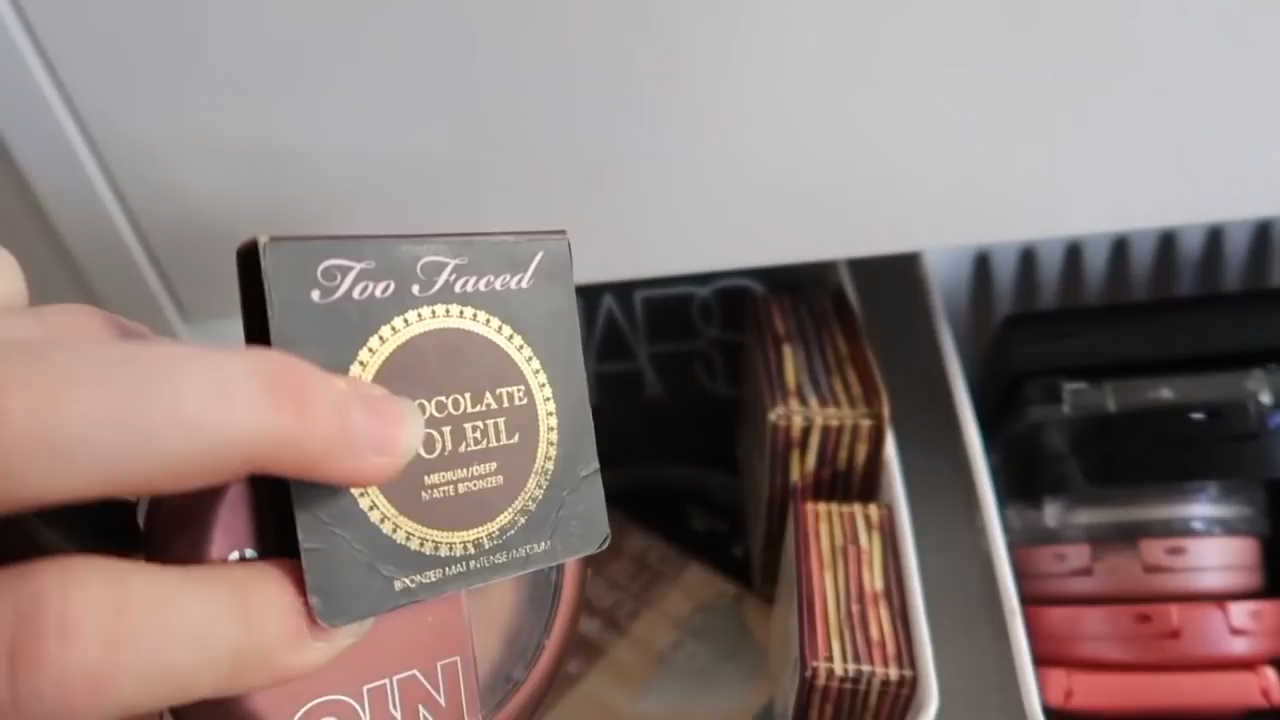 Too Faced
OCOLATE
OLEIL
MEDIUM/DEEP
MATTE BRONZER
BRONZER MAT INTENSE/MEDIUM
NARS